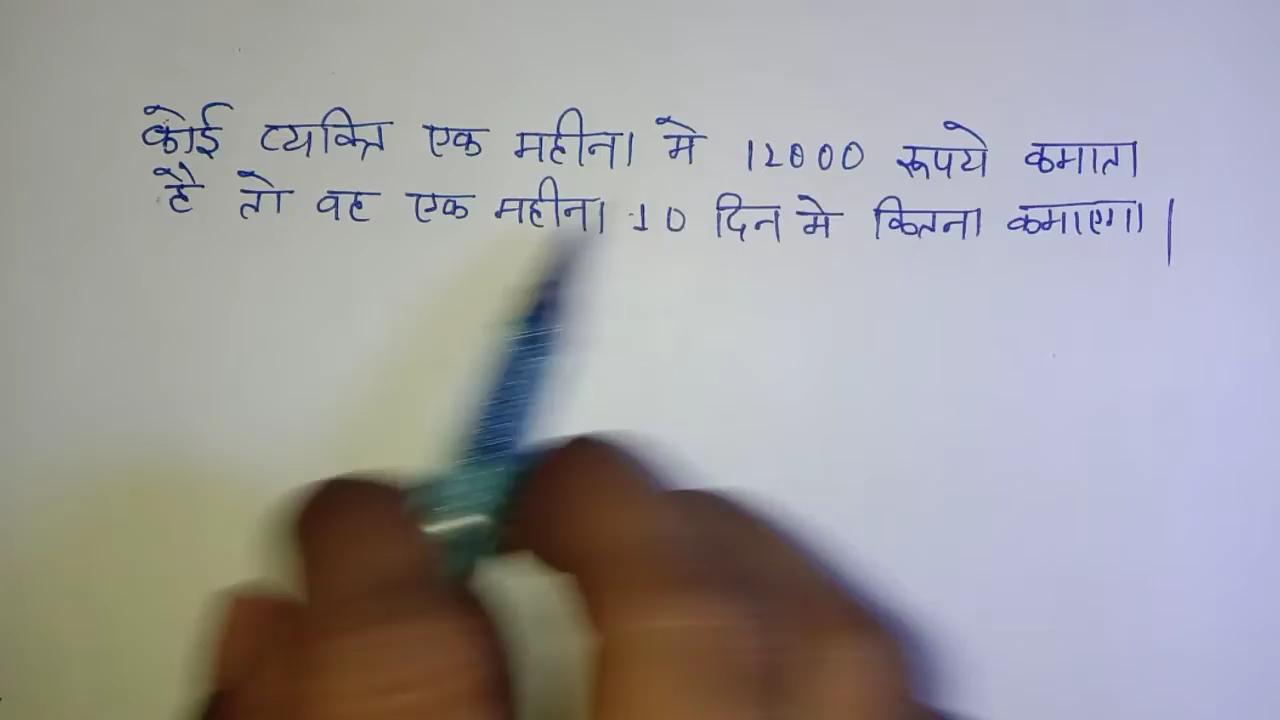 कोई व्यक्ति एक महीना मे 12000 रूपये कमाता
है तो वह एक महीना 10 दिन मे कितना कमाएगा |